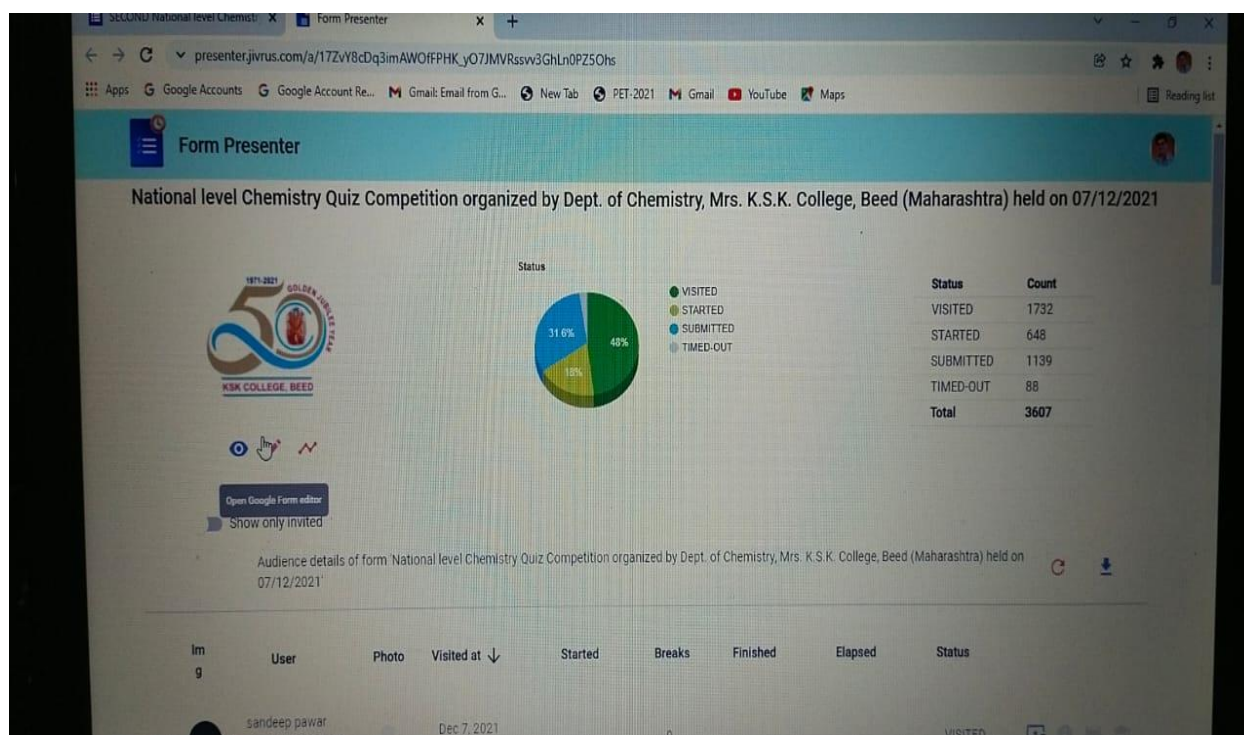 SECOND National level Chemist
Form Presenter
presenter.jivrus.com/a/17ZvY8cDq3imAWOfFPHK_yO7JMVRssvv3GhLn0PZ5Ohs
Apps Google Accounts Google Account Re... Gmail: Email from G... New Tab PET-2021 Gmail YouTube Maps Reading list
Form Presenter
National level Chemistry Quiz Competition organized by Dept. of Chemistry, Mrs. K.S.K. College, Beed (Maharashtra) held on 07/12/2021
1971-2021
50
GOLDEN JUBILEE YEAR
KSK COLLEGE, BEED
Status
31.6%
48%
18%
VISITED
STARTED
SUBMITTED
TIMED-OUT
Status Count
VISITED 1732
STARTED 648
SUBMITTED 1139
TIMED-OUT 88
Total 3607
Open Google Form editor
Show only invited
Audience details of form 'National level Chemistry Quiz Competition organized by Dept. of Chemistry, Mrs. K.S.K. College, Beed (Maharashtra) held on
07/12/2021'
Im
g
User Photo Visited at Started Breaks Finished Elapsed Status
sandeep pawar
Dec 7, 2021
VISITED